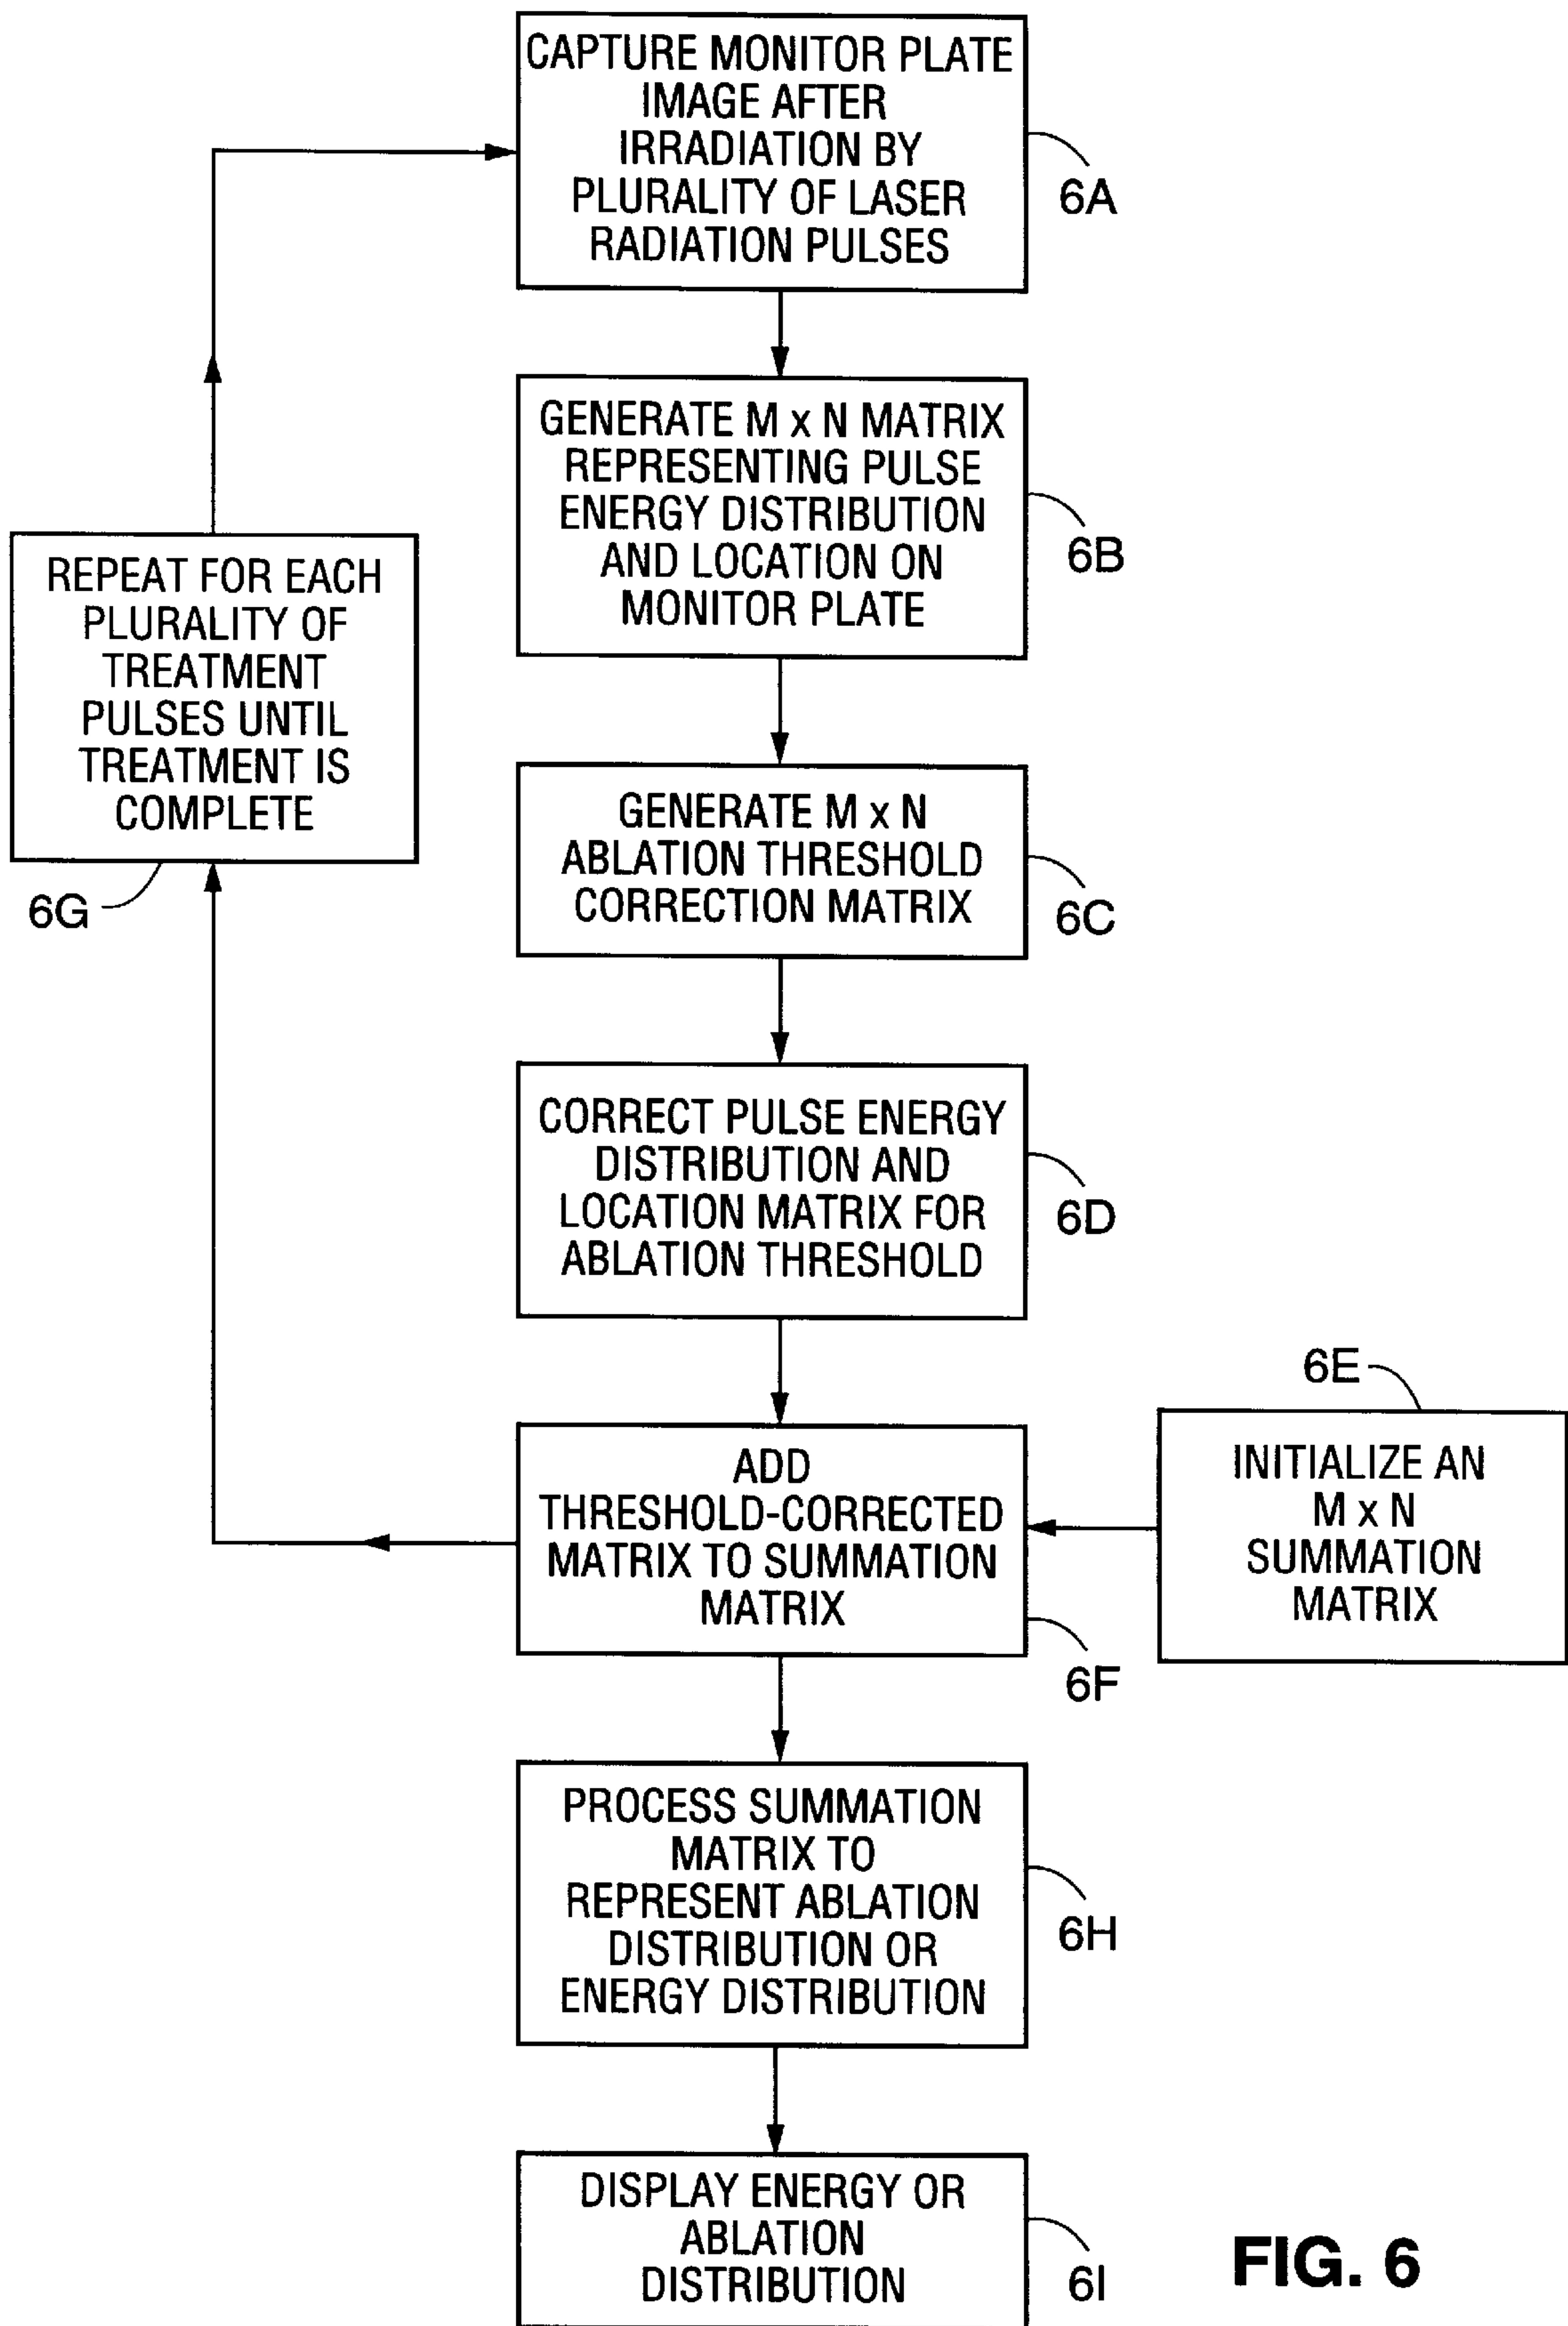 CAPTURE MONITOR PLATE
IMAGE AFTER
IRRADIATION BY
PLURALITY OF LASER
RADIATION PULSES
6A
GENERATE M x N MATRIX
REPRESENTING PULSE
ENERGY DISTRIBUTION
AND LOCATION ON
MONITOR PLATE
6B
REPEAT FOR EACH
PLURALITY OF
TREATMENT
PULSES UNTIL
TREATMENT IS
COMPLETE
6G
GENERATE M x N
ABLATION THRESHOLD
CORRECTION MATRIX
6C
CORRECT PULSE ENERGY
DISTRIBUTION AND
LOCATION MATRIX FOR
ABLATION THRESHOLD
6D
6E
INITIALIZE AN
M x N
SUMMATION
MATRIX
ADD
THRESHOLD-CORRECTED
MATRIX TO SUMMATION
MATRIX
6F
PROCESS SUMMATION
MATRIX TO
REPRESENT ABLATION
DISTRIBUTION OR
ENERGY DISTRIBUTION
6H
DISPLAY ENERGY OR
ABLATION
DISTRIBUTION
6I
FIG. 6